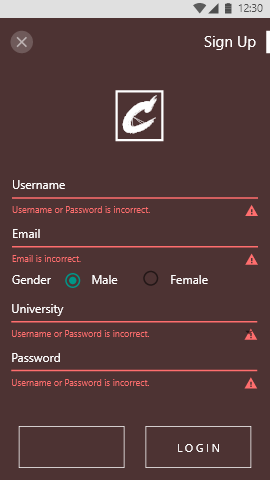 12:30
Sign Up
C
Username
Username or Password is incorrect.
Email
Email is incorrect.
Gender Male Female
University
Username or Password is incorrect.
Password
Username or Password is incorrect.
LOGIN